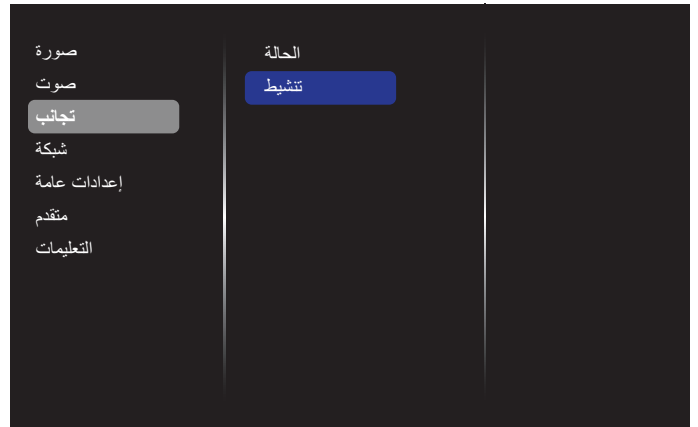 صورة
صوت
تجانب
شبكة
إعدادات عامة
متقدم
التعليمات
الحالة
تنشيط